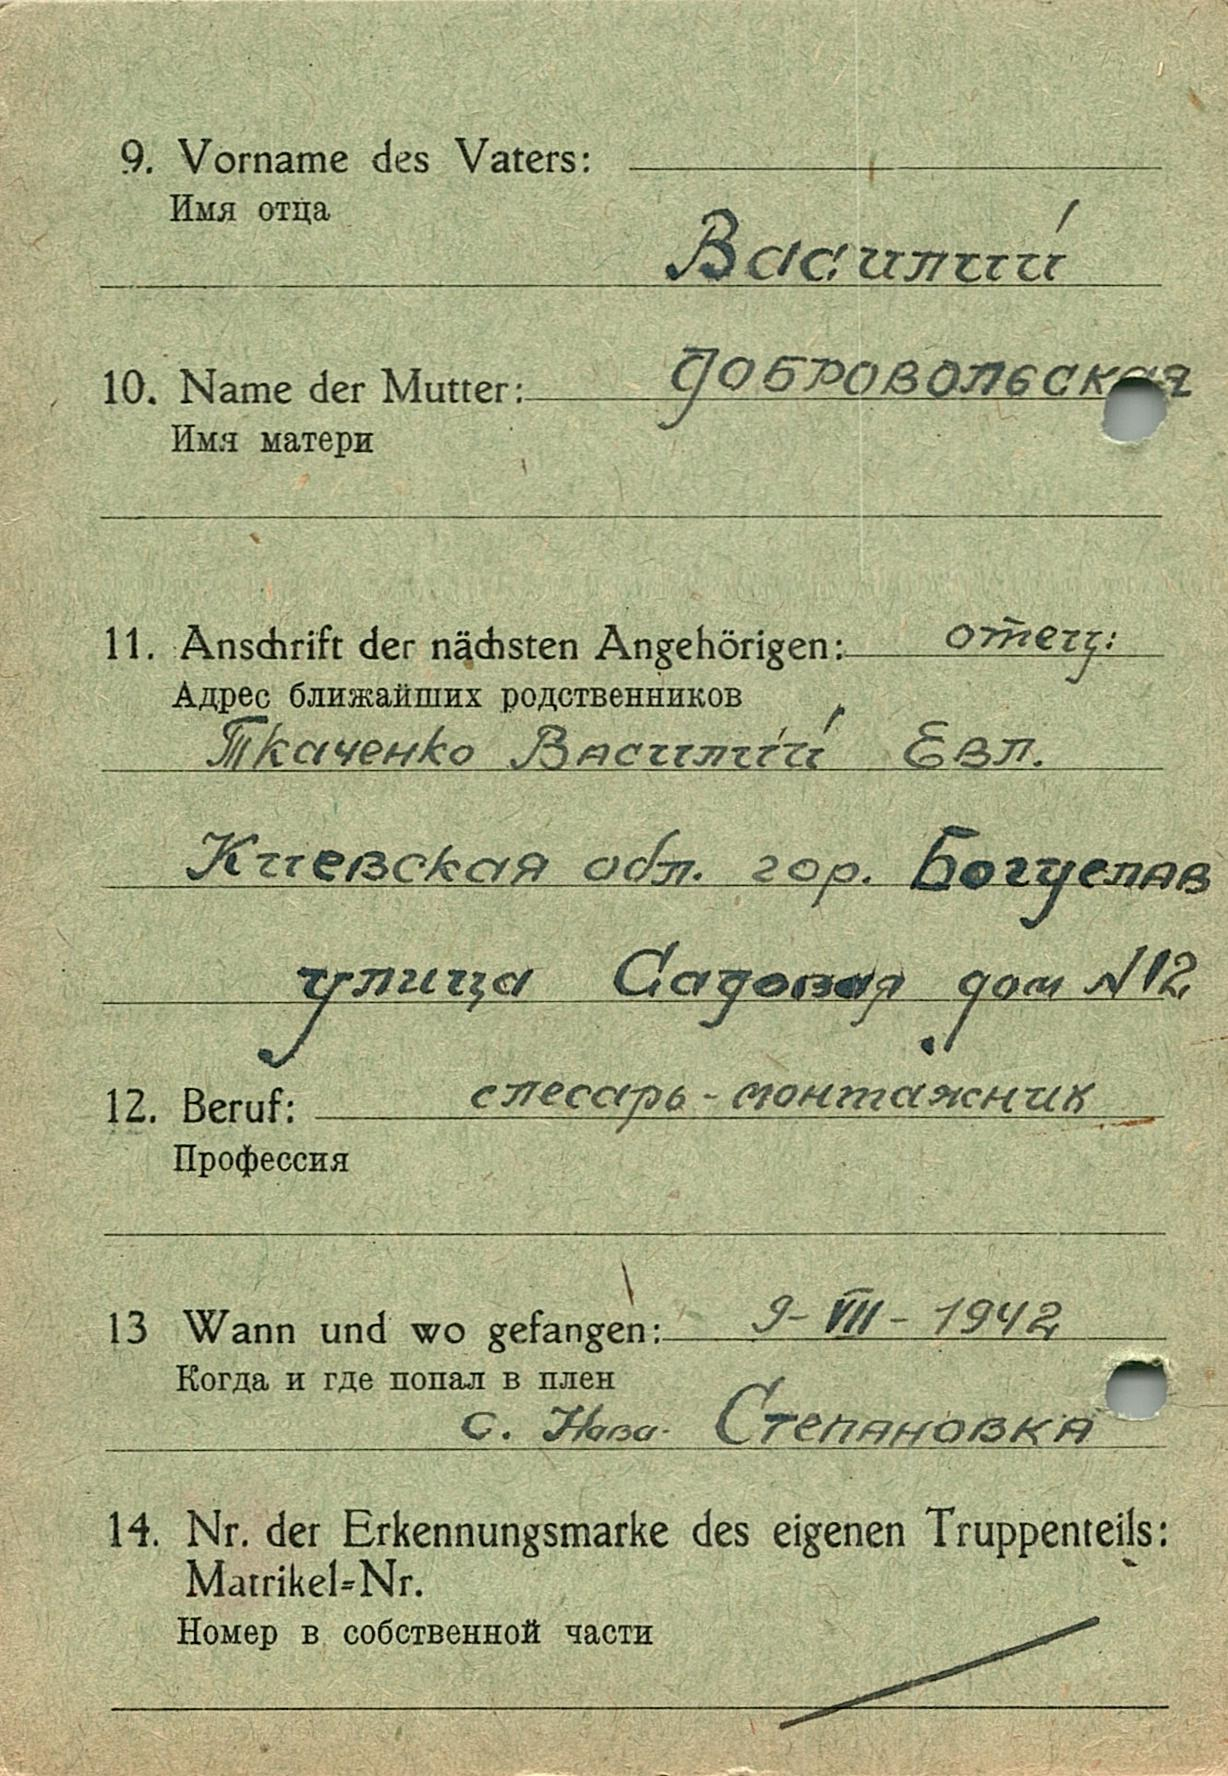 9. Vorname des Vaters:
Имя отца
Василий
10. Name der Mutter: Добровольская
Имя матери
11. Anschrift der nächsten Angehörigen: отец:
Адрес ближайших родственников
Ткаченко Василий Евл.
Киевская обл. гор. Богуслав
улица Садовая дом №12
12. Beruf: слесарь-монтажник
Профессия
13 Wann und wo gefangen: 9-VII-1942
Когда и где попал в плен
с. Нова- Степановка
14. Nr. der Erkennungsmarke des eigenen Truppenteils:
Matrikel=Nr.
Номер в собственной части